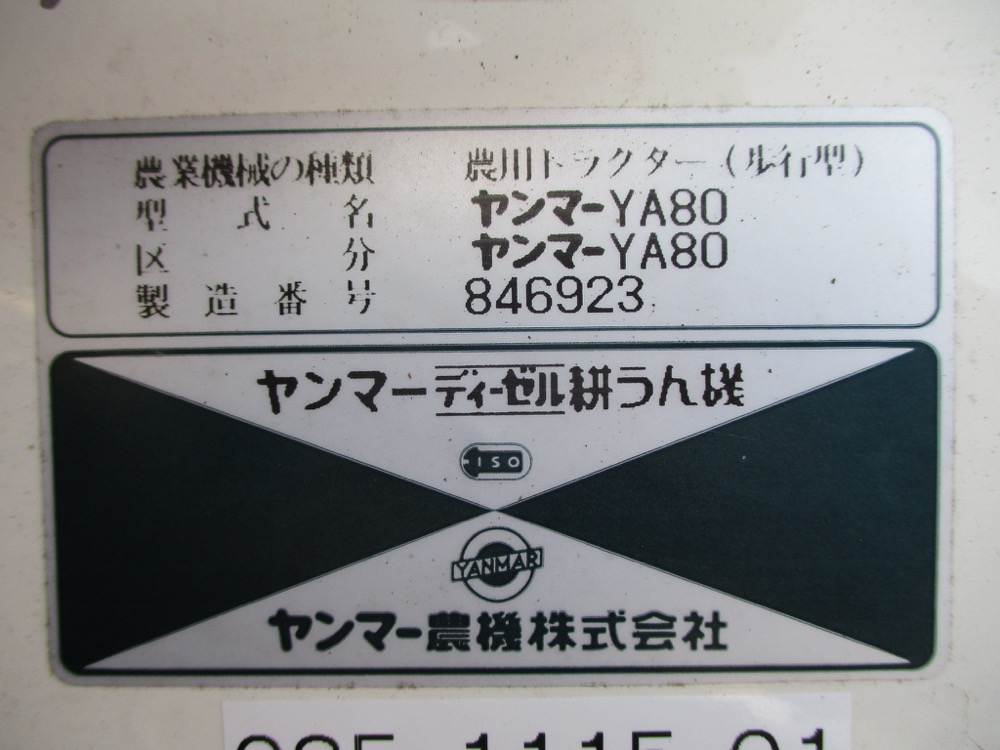 農業機械の種類 農用トラクター(歩行型)
型式名 ヤンマーYA80
区分 ヤンマーYA80
製造番号 846923
ヤンマーディーゼル耕うん機
ISO
YANMAR
ヤンマー農機株式会社